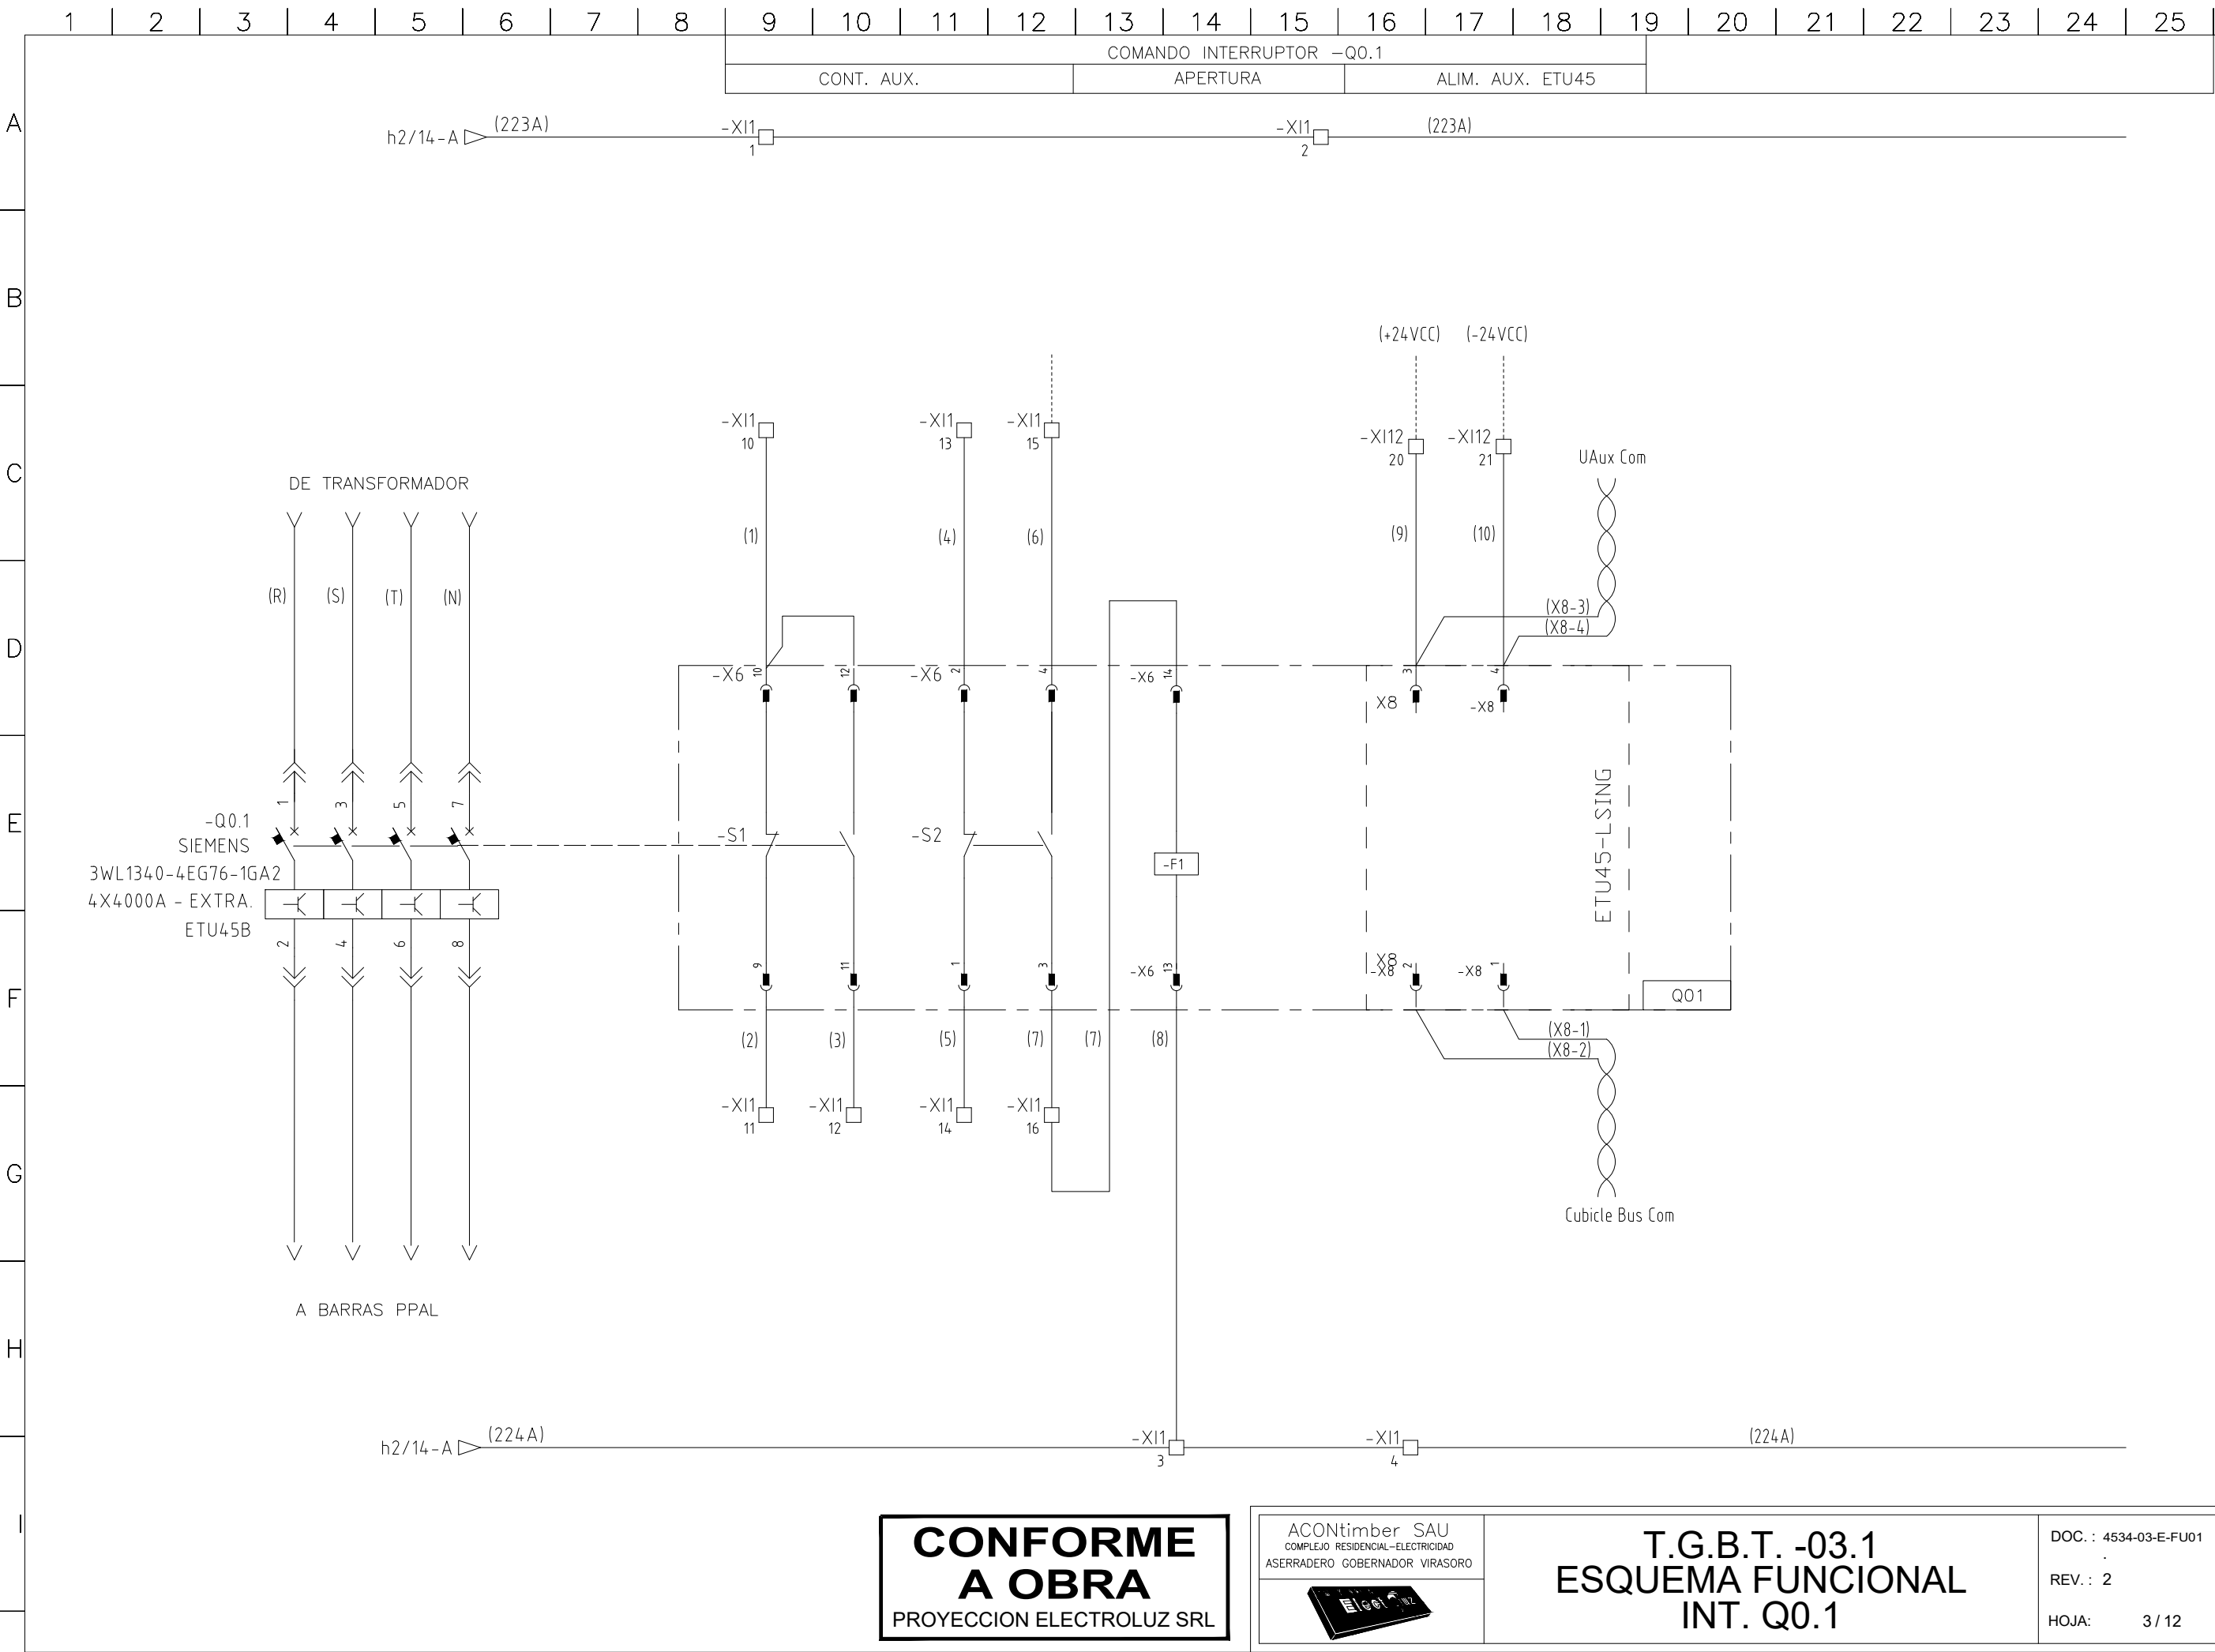 1 2 3 4 5 6 7 8 9 10 11 12 13 14 15 16 17 18 19 20 21 22 23 24 25
COMANDO INTERRUPTOR -Q0.1
CONT. AUX. APERTURA ALIM. AUX. ETU45
A
h2/14-A (223A) -XI1 1 -XI1 2 (223A)
B
(+24VCC) (-24VCC)
-XI1 10 -XI1 13 -XI1 15 -XI12 20 -XI12 21
C
UAux Com
DE TRANSFORMADOR
(1) (4) (6) (9) (10)
(R) (S) (T) (N)
(X8-3)
(X8-4)
D
-X6 10 12 -X6 2 4 -X6 14 3 4
X8 -X8
1 3 5 7
E
-Q0.1
SIEMENS
3WL1340-4EG76-1GA2
4X4000A - EXTRA.
ETU45B
-S1 -S2
-F1
ETU45-LSING
2 4 6 8
9 11 1 3 -X6 13 X8 -X8 2 -X8 1
F
Q01
(2) (3) (5) (7) (7) (8)
(X8-1)
(X8-2)
-XI1 11 -XI1 12 -XI1 14 -XI1 16
G
Cubicle Bus Com
A BARRAS PPAL
H
h2/14-A (224A) -XI1 3 -XI1 4 (224A)
I
CONFORME
A OBRA
PROYECCION ELECTROLUZ SRL
ACONtimber SAU
COMPLEJO RESIDENCIAL-ELECTRICIDAD
ASERRADERO GOBERNADOR VIRASORO
T.G.B.T. -03.1
ESQUEMA FUNCIONAL
INT. Q0.1
DOC. : 4534-03-E-FU01
.
REV. : 2
HOJA: 3 / 12